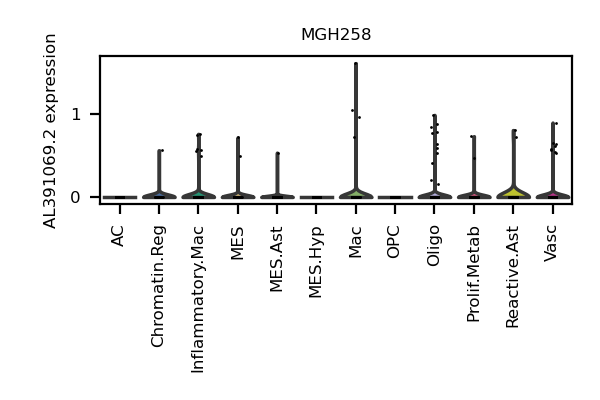 MGH258
AL391069.2 expression
1
0
AC
Chromatin.Reg
Inflammatory.Mac
MES
MES.Ast
MES.Hyp
Mac
OPC
Oligo
Prolif.Metab
Reactive.Ast
Vasc